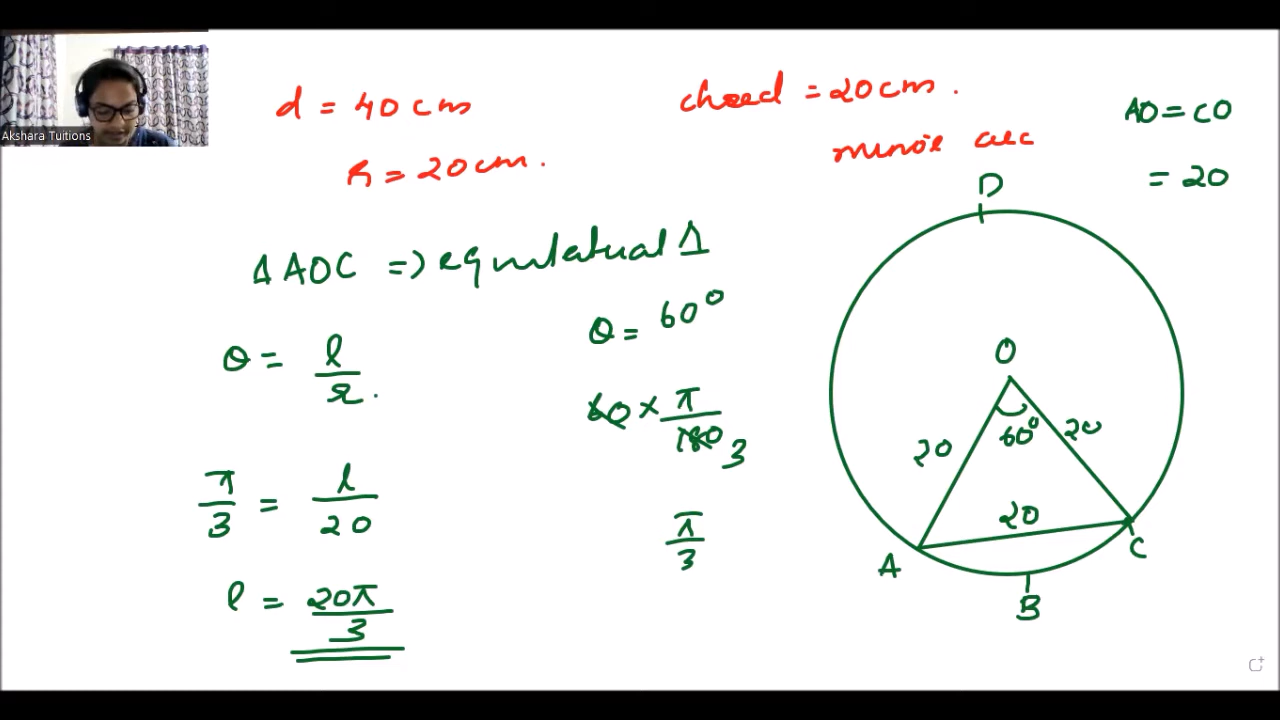 Akshara Tuitions
d = 40 cm
r = 20 cm.
chord = 20 cm.
minor arc
AO = CO
= 20
Δ AOC => equilateral Δ
θ = 60°
θ = l/r.
60 × π/180 3
π/3 = l/20
π/3
l = 20π/3
D
O
60°
20
20
20
A
C
B